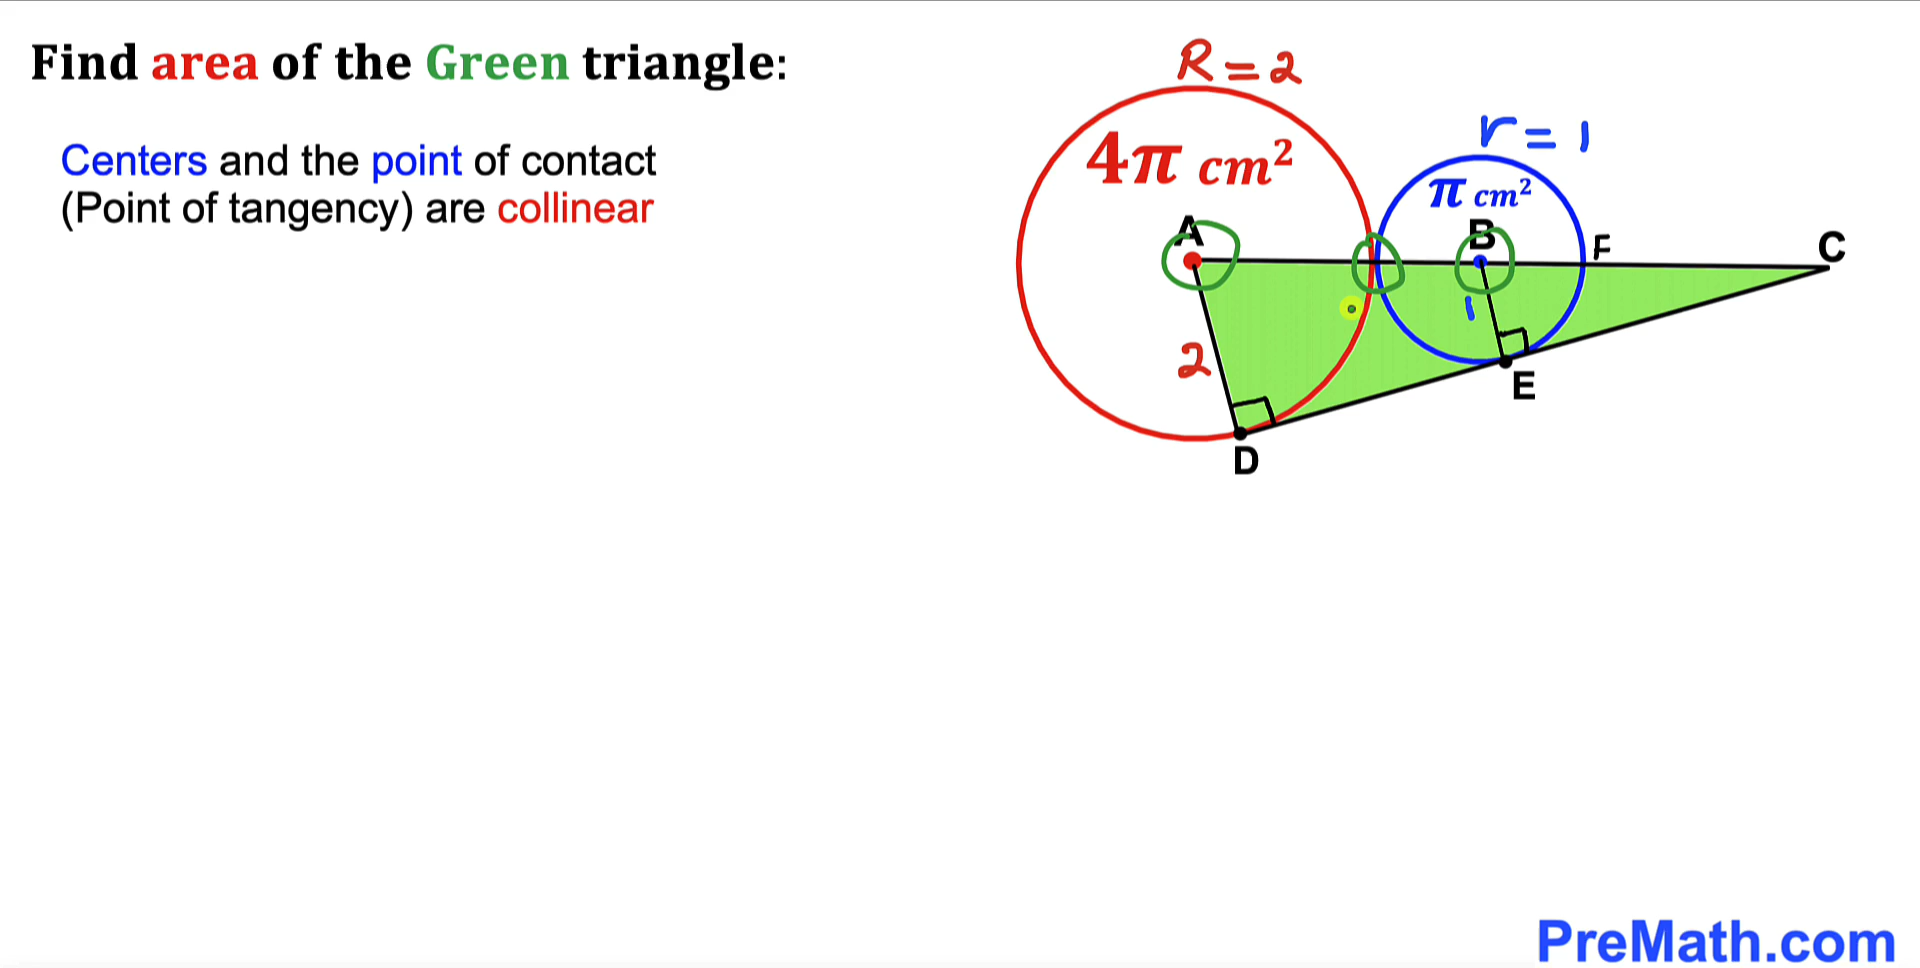 Find area of the Green triangle:
Centers and the point of contact
(Point of tangency) are collinear
R = 2
4π cm²
r = 1
π cm²
A
B
F
C
1
2
E
D
PreMath.com